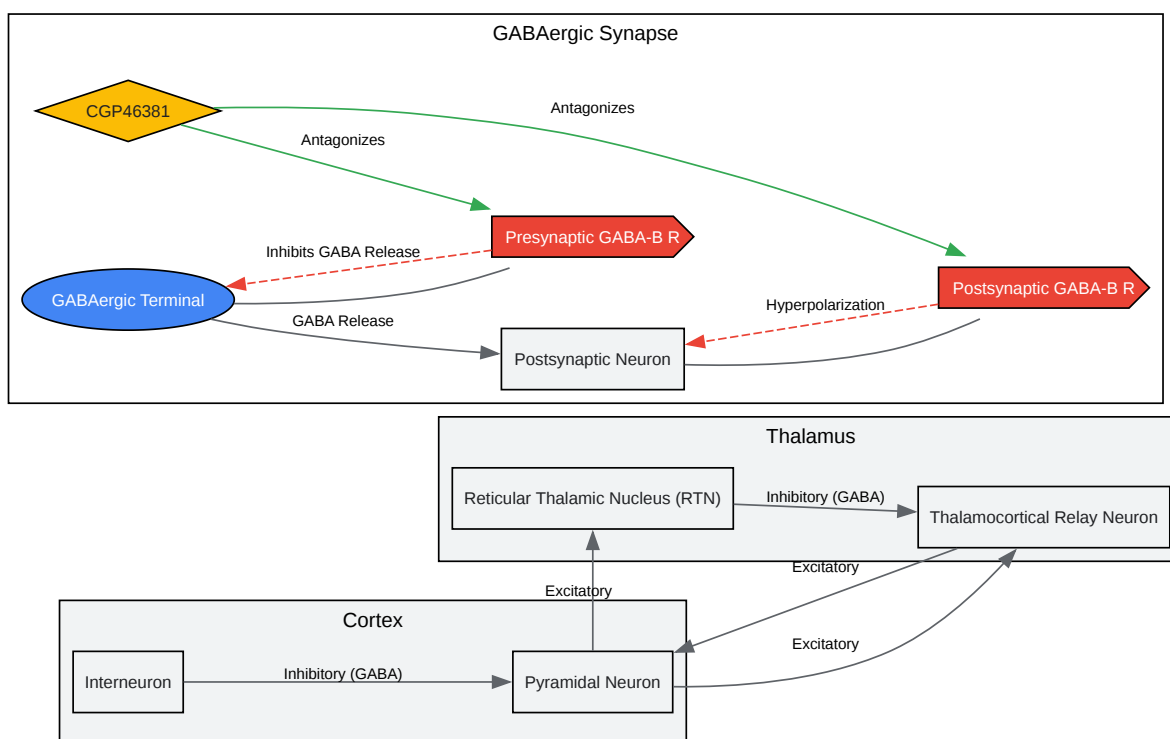 GABAergic Synapse
CGP46381
Antagonizes
Antagonizes
Presynaptic GABA-B R
Inhibits GABA Release
Postsynaptic GABA-B R
GABAergic Terminal
Hyperpolarization
GABA Release
Postsynaptic Neuron
Thalamus
Reticular Thalamic Nucleus (RTN)
Inhibitory (GABA)
Thalamocortical Relay Neuron
Excitatory
Excitatory
Cortex
Excitatory
Interneuron
Inhibitory (GABA)
Pyramidal Neuron